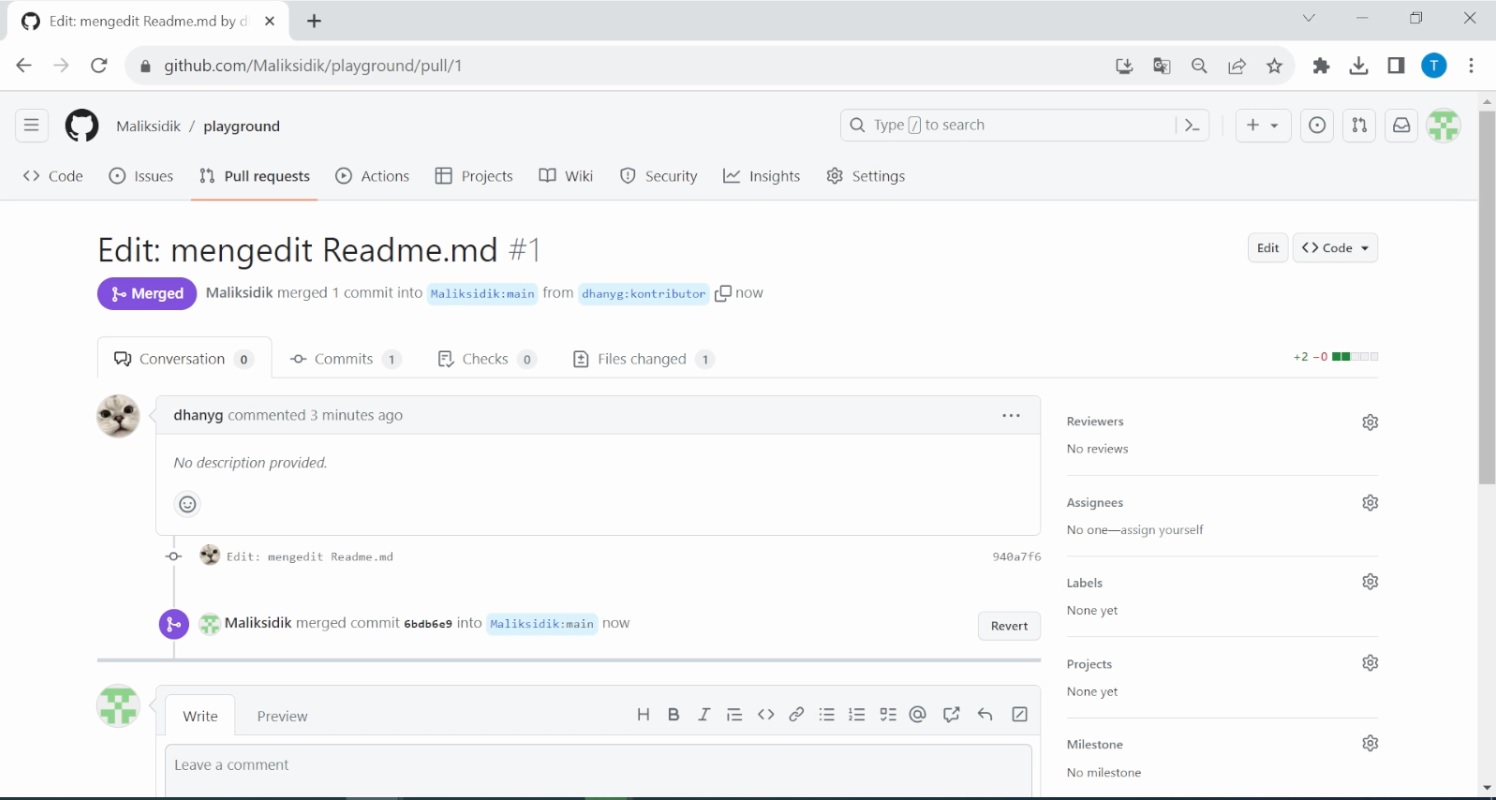 Edit: mengedit Readme.md by d
github.com/Maliksidik/playground/pull/1
T
Maliksidik / playground
Type / to search
Code Issues Pull requests Actions Projects Wiki Security Insights Settings
Edit: mengedit Readme.md #1
Edit <> Code
Merged Maliksidik merged 1 commit into Maliksidik:main from dhanyg:kontributor now
Conversation 0 Commits 1 Checks 0 Files changed 1
+2 −0
dhanyg commented 3 minutes ago
No description provided.
Edit: mengedit Readme.md 940a7f6
Maliksidik merged commit 6bdb6e9 into Maliksidik:main now
Revert
Write Preview
Leave a comment
Reviewers
No reviews
Assignees
No one—assign yourself
Labels
None yet
Projects
None yet
Milestone
No milestone